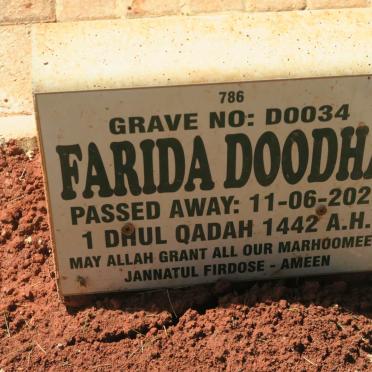 786
GRAVE NO: D0034
FARIDA DOODHA
PASSED AWAY: 11-06-202
1 DHUL QADAH 1442 A.H.
MAY ALLAH GRANT ALL OUR MARHOOMEE
JANNATUL FIRDOSE - AMEEN